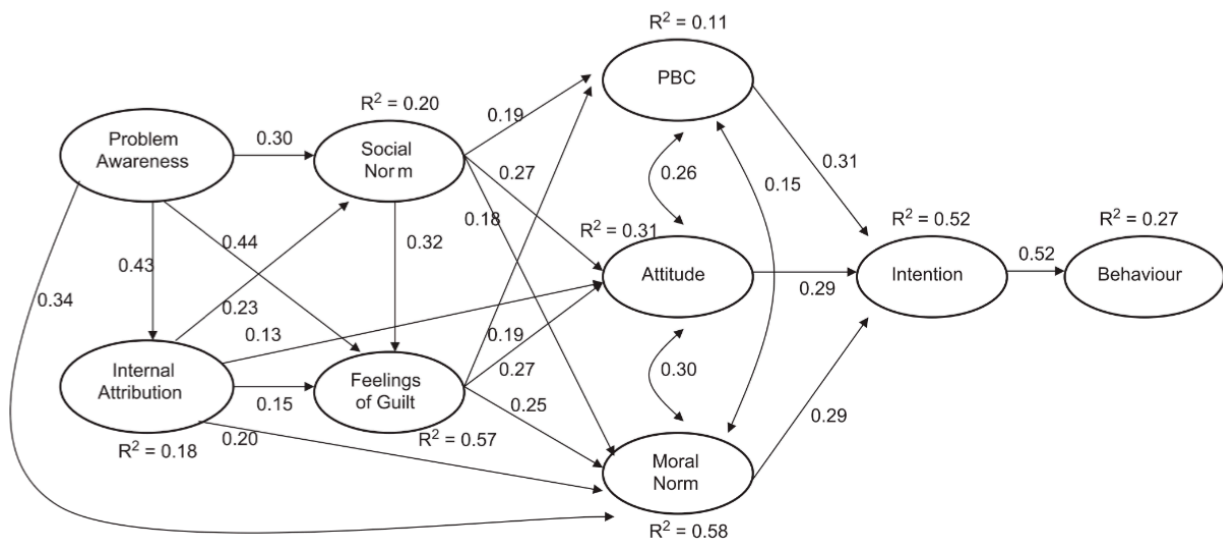 R² = 0.11
PBC
R² = 0.20
0.19
Problem
Awareness
0.30
Social
Norm
0.27
0.31
0.26
0.15
0.18
R² = 0.31
R² = 0.52
R² = 0.27
0.44
0.32
0.43
Attitude
0.29
Intention
0.52
Behaviour
0.34
0.23
0.13
0.19
0.30
Internal
Attribution
Feelings
of Guilt
0.27
0.15
0.25
0.29
R² = 0.18
0.20
R² = 0.57
Moral
Norm
R² = 0.58